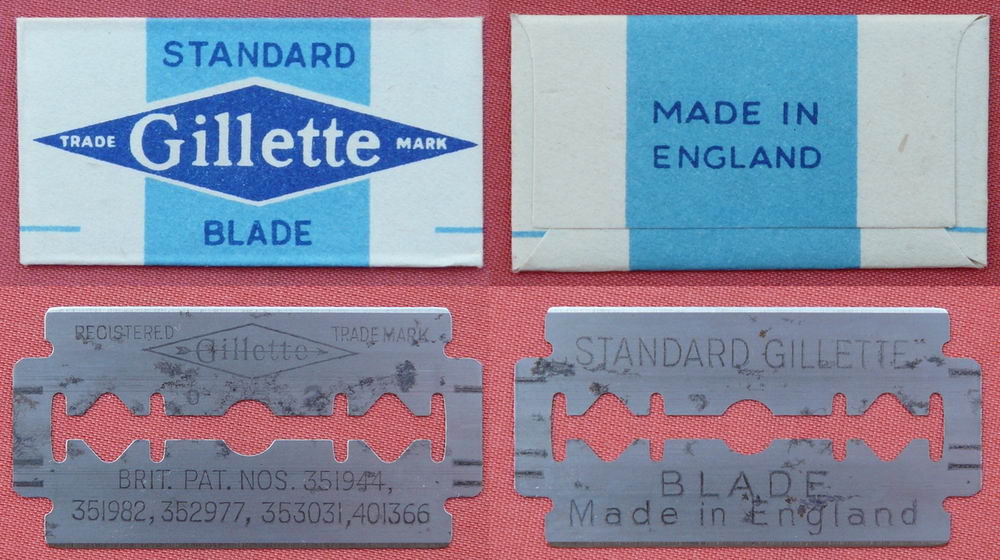 STANDARD
TRADE Gillette MARK
BLADE
MADE IN
ENGLAND
REGISTERED TRADE MARK
Gillette
BRIT. PAT. NOS. 351944,
351982, 352977, 353031, 401366
"STANDARD GILLETTE"
BLADE
Made in England